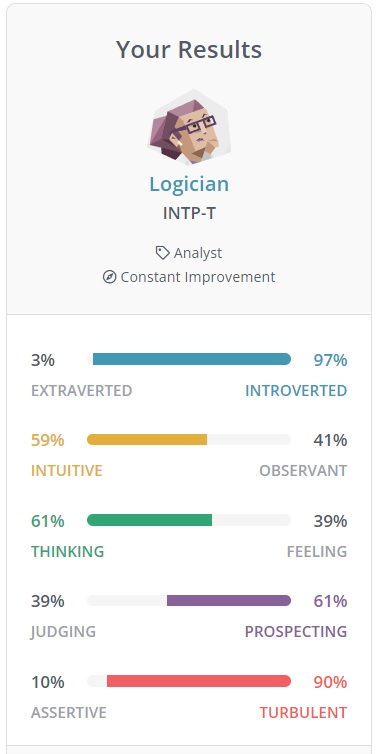 Your Results
Logician
INTP-T
Analyst
Constant Improvement
3% 97%
EXTRAVERTED INTROVERTED
59% 41%
INTUITIVE OBSERVANT
61% 39%
THINKING FEELING
39% 61%
JUDGING PROSPECTING
10% 90%
ASSERTIVE TURBULENT